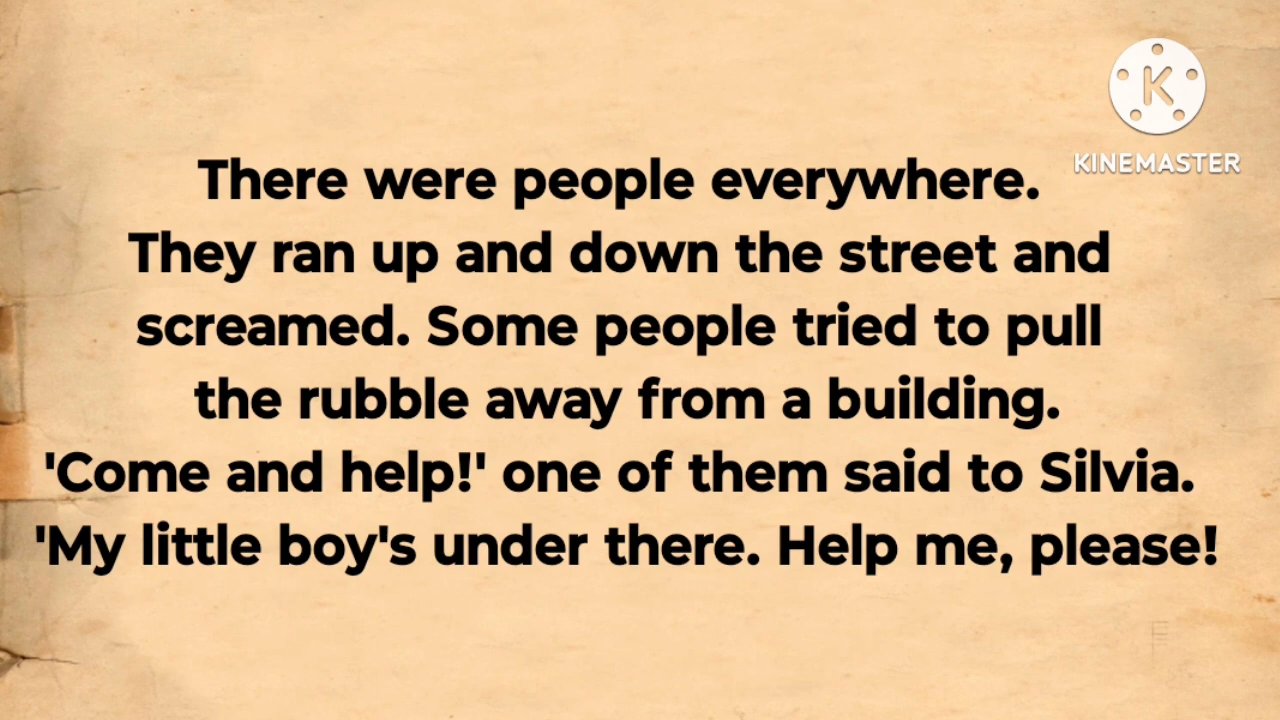 K
KINEMASTER
There were people everywhere.
They ran up and down the street and
screamed. Some people tried to pull
the rubble away from a building.
'Come and help!' one of them said to Silvia.
'My little boy's under there. Help me, please!